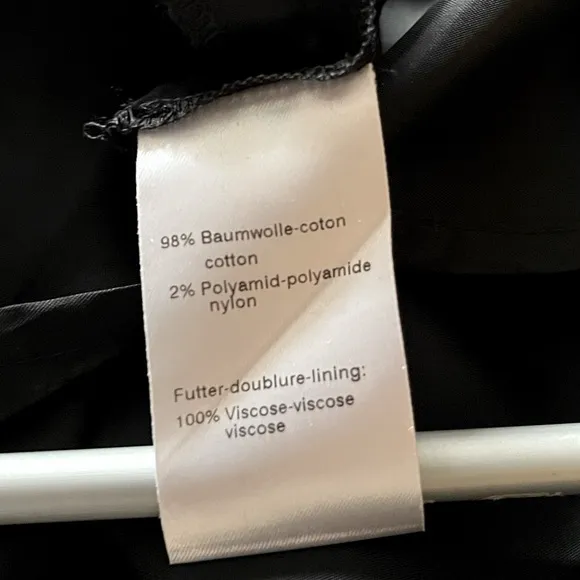 98% Baumwolle-coton
cotton
2% Polyamid-polyamide
nylon
Futter-doublure-lining:
100% Viscose-viscose
viscose